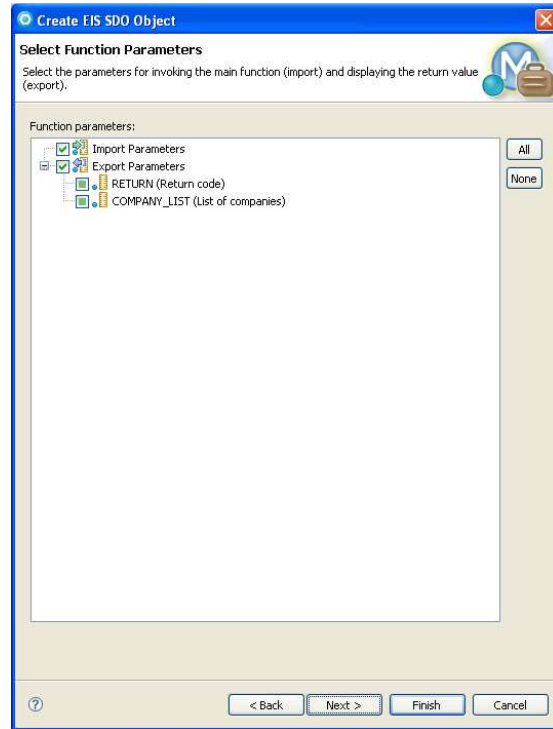 Create EIS SDO Object
Select Function Parameters
Select the parameters for invoking the main function (import) and displaying the return value
(export).
Function parameters:
Import Parameters
Export Parameters
RETURN (Return code)
COMPANY_LIST (List of companies)
All
None
< Back
Next >
Finish
Cancel